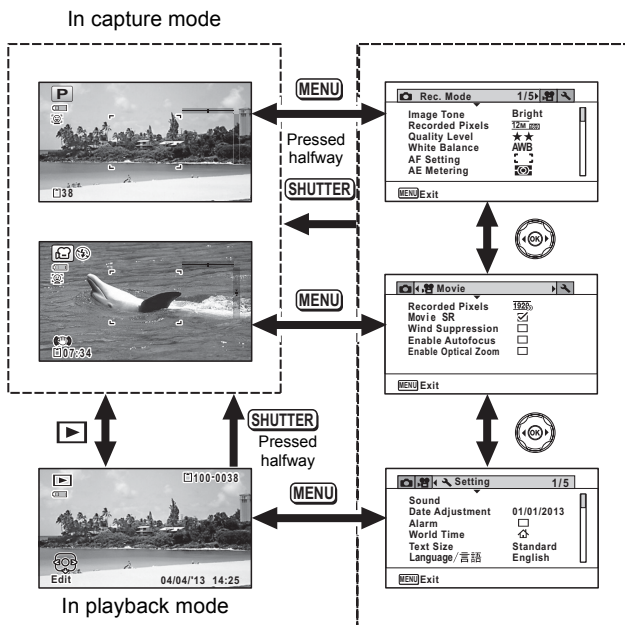 In capture mode
P
38
MENU
Pressed
halfway
SHUTTER
Rec. Mode 1/5
Image Tone Bright
Recorded Pixels 12M
Quality Level ★★
White Balance AWB
AF Setting
AE Metering
MENU Exit
OK
07:34
MENU
Movie
Recorded Pixels 1920
Movie SR
Wind Suppression
Enable Autofocus
Enable Optical Zoom
MENU Exit
OK
SHUTTER
Pressed
halfway
MENU
100-0038
Edit 04/04/'13 14:25
In playback mode
Setting 1/5
Sound
Date Adjustment 01/01/2013
Alarm
World Time
Text Size Standard
Language/言語 English
MENU Exit